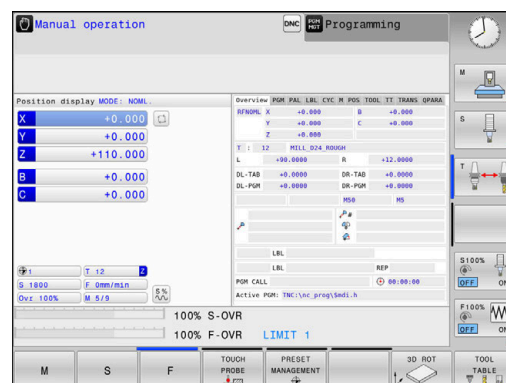 Manual operation
DNC
PGM
MDT
Programming
Position display MODE: NOML.
X +0.000
Y +0.000
Z +110.000
B +0.000
C +0.000
1 T 12 Z
S 1800 F 0mm/min
Ovr 100% M 5/9
S %
Overview PGM PAL LBL CYC M POS TOOL TT TRANS QPARA
RFNOML X +0.000 B +0.000
Y +0.000 C +0.000
Z +0.000
T : 12 MILL_D24_ROUGH
L +90.0000 R +12.0000
DL-TAB +0.0000 DR-TAB +0.0000
DL-PGM +0.0000 DR-PGM +0.0000
M50 M5
P #
P
LBL
LBL REP
PGM CALL 00:00:00
Active PGM: TNC:\nc_prog\$mdi.h
100% S-OVR
100% F-OVR LIMIT 1
M
S
T
S100%
OFF ON
F100% W
OFF ON
M
S
F
TOUCH
PROBE
PRESET
MANAGEMENT
3D ROT
TOOL
TABLE